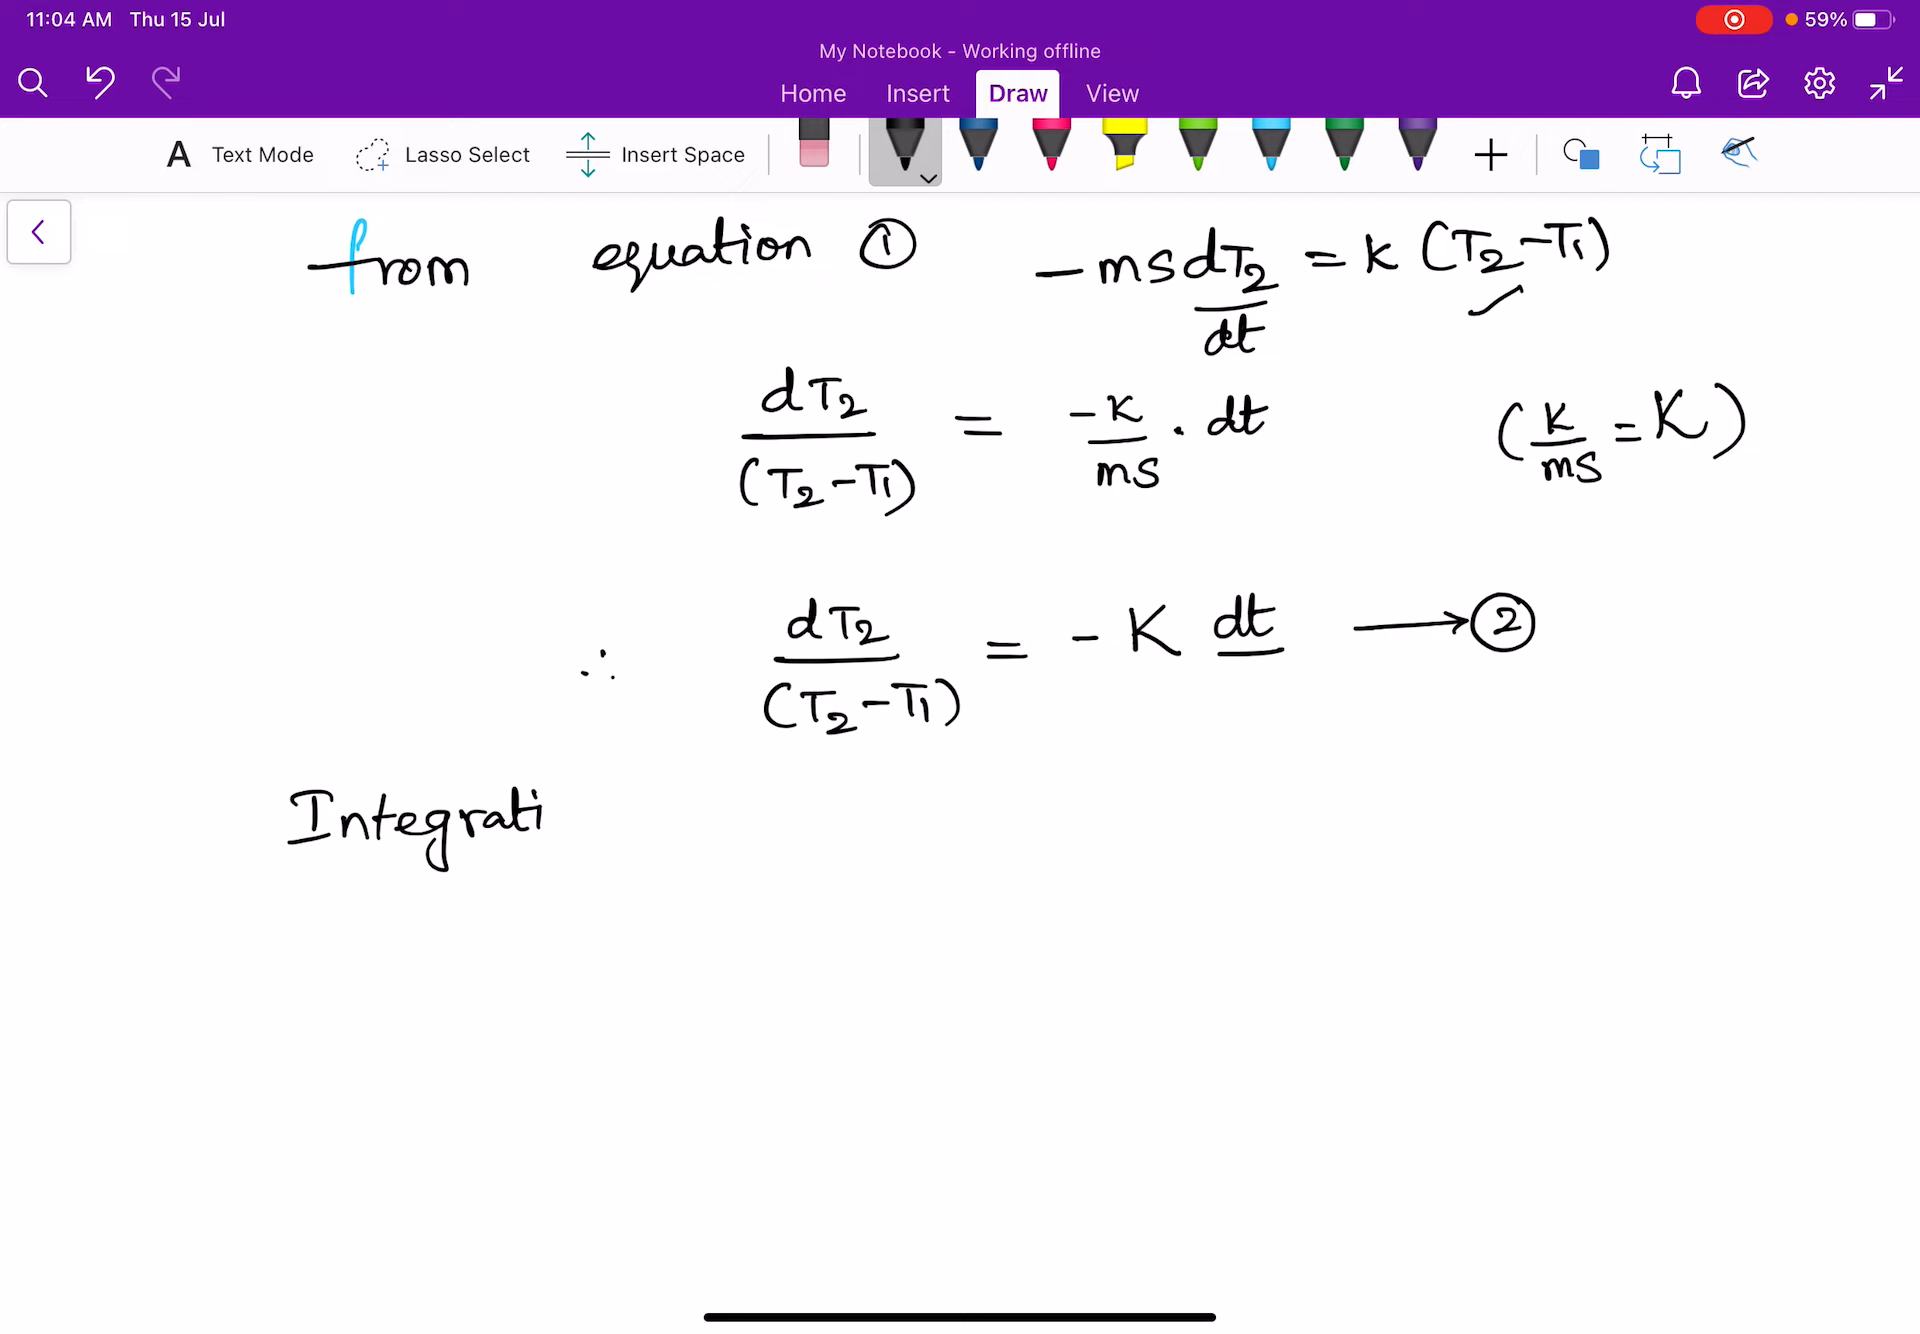 11:04 AM Thu 15 Jul 59%
My Notebook - Working offline
Home Insert Draw View
A Text Mode Lasso Select Insert Space
from equation ① -ms dT₂/dt = k (T₂-T₁)
dT₂/(T₂-T₁) = -k/ms . dt (k/ms = K)
∴ dT₂/(T₂-T₁) = - K dt ⟶ ②
Integrati